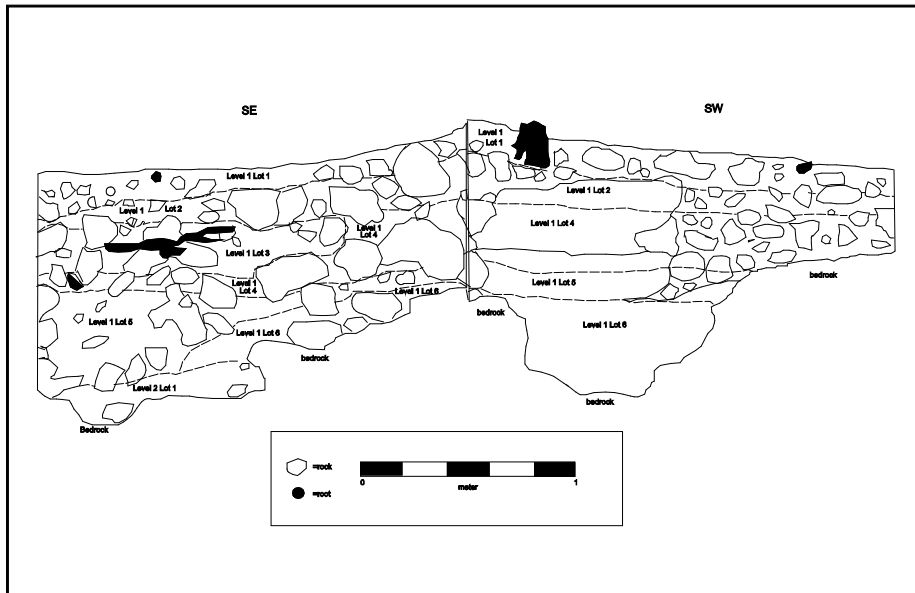 SE
SW
Level 1
Lot 1
Level 1 Lot 1
Level 1 Lot 2
Level 1
Lot 2
Level 1 Lot 4
Level 1
Lot 4
Level 1 Lot 3
Level 1
Lot 4
Level 1 Lot 5
Level 1 Lot 6
bedrock
bedrock
Level 1 Lot 5
Level 1 Lot 6
Level 1 Lot 6
bedrock
Level 2 Lot 1
bedrock
Bedrock
=rock
=root
0
meter
1